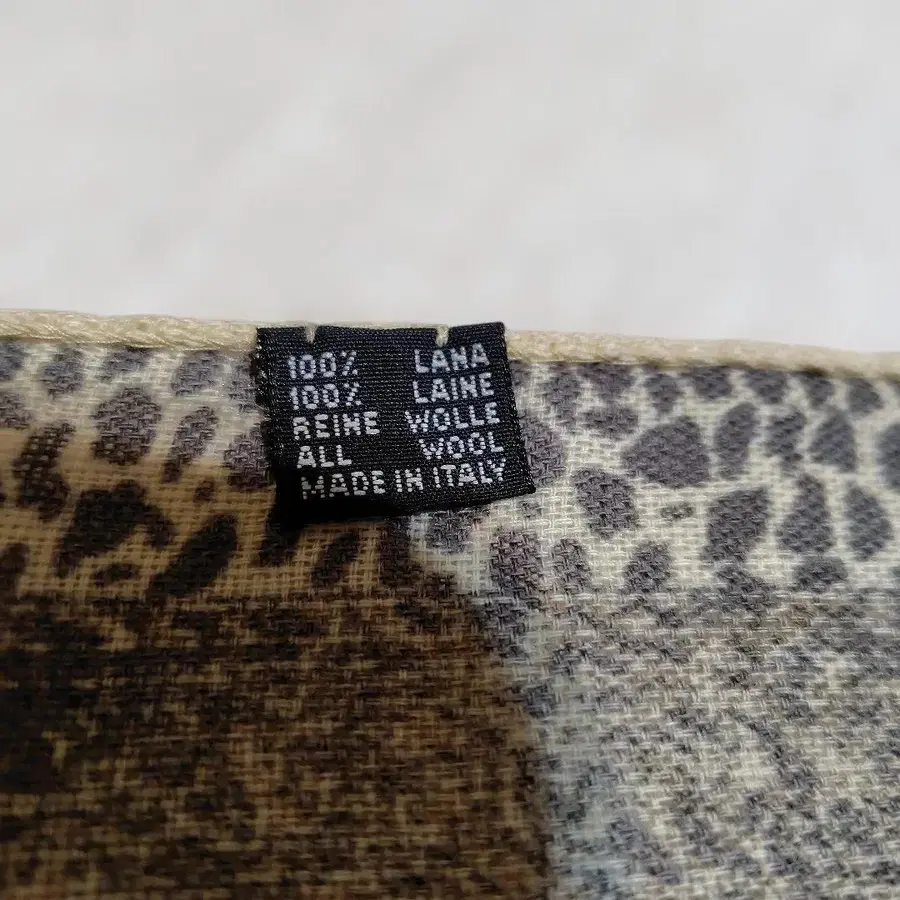 100% LANA
100% LAINE
REINE WOLLE
ALL WOOL
MADE IN ITALY